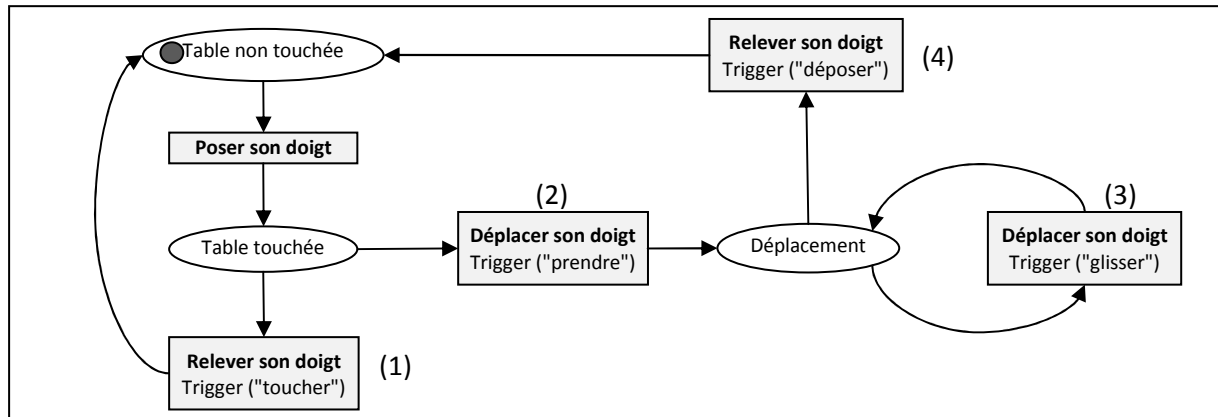 Table non touchée
Relever son doigt
Trigger ("déposer")
(4)
Poser son doigt
(2)
(3)
Table touchée
Déplacer son doigt
Trigger ("prendre")
Déplacement
Déplacer son doigt
Trigger ("glisser")
Relever son doigt
Trigger ("toucher")
(1)